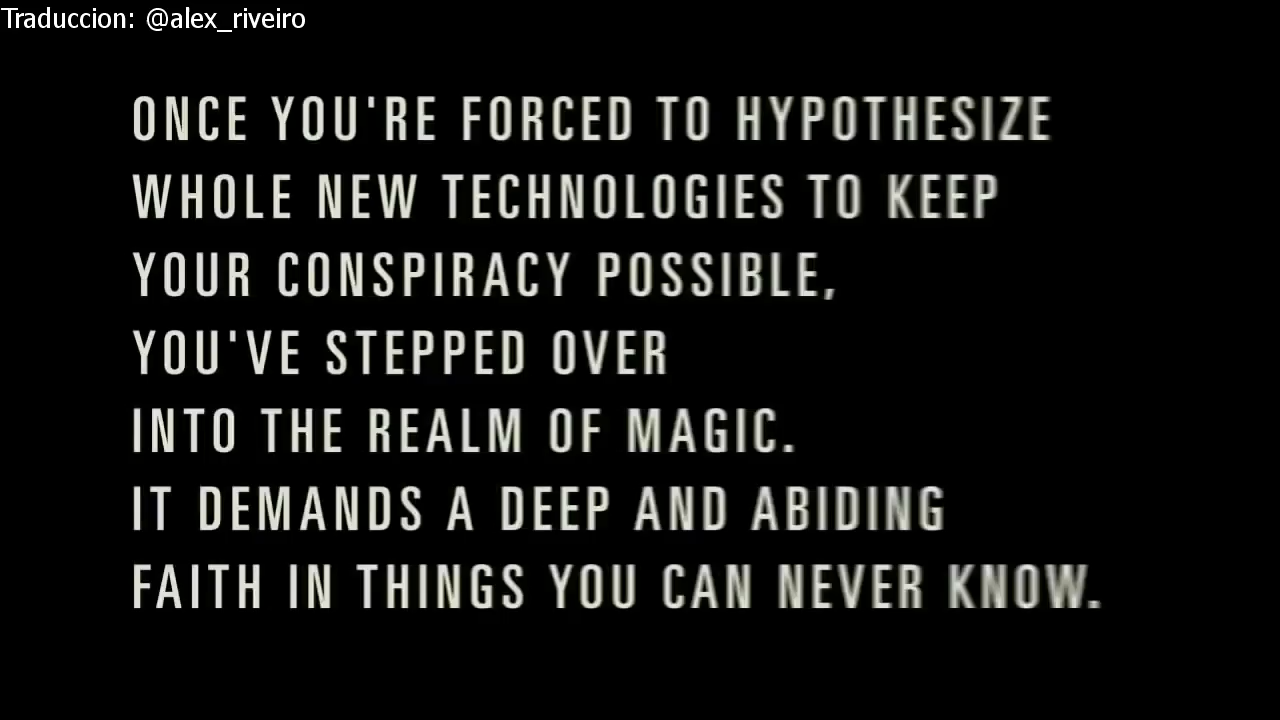 Traduccion: @alex_riveiro
ONCE YOU'RE FORCED TO HYPOTHESIZE
WHOLE NEW TECHNOLOGIES TO KEEP
YOUR CONSPIRACY POSSIBLE,
YOU'VE STEPPED OVER
INTO THE REALM OF MAGIC.
IT DEMANDS A DEEP AND ABIDING
FAITH IN THINGS YOU CAN NEVER KNOW.